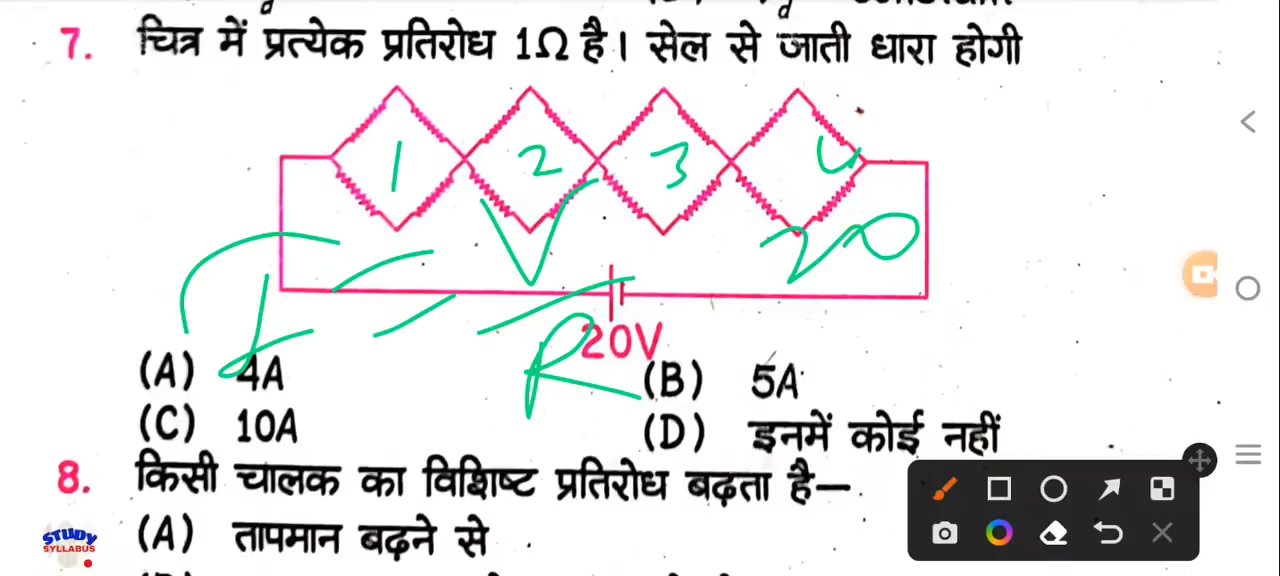 7. चित्र में प्रत्येक प्रतिरोध 1Ω है। सेल से जाती धारा होगी
1 2 3 4
I = V 20
R
20V
(A) 4A (B) 5A
(C) 10A (D) इनमें कोई नहीं
8. किसी चालक का विशिष्ट प्रतिरोध बढ़ता है—
(A) तापमान बढ़ने से
STUDY
SYLLABUS